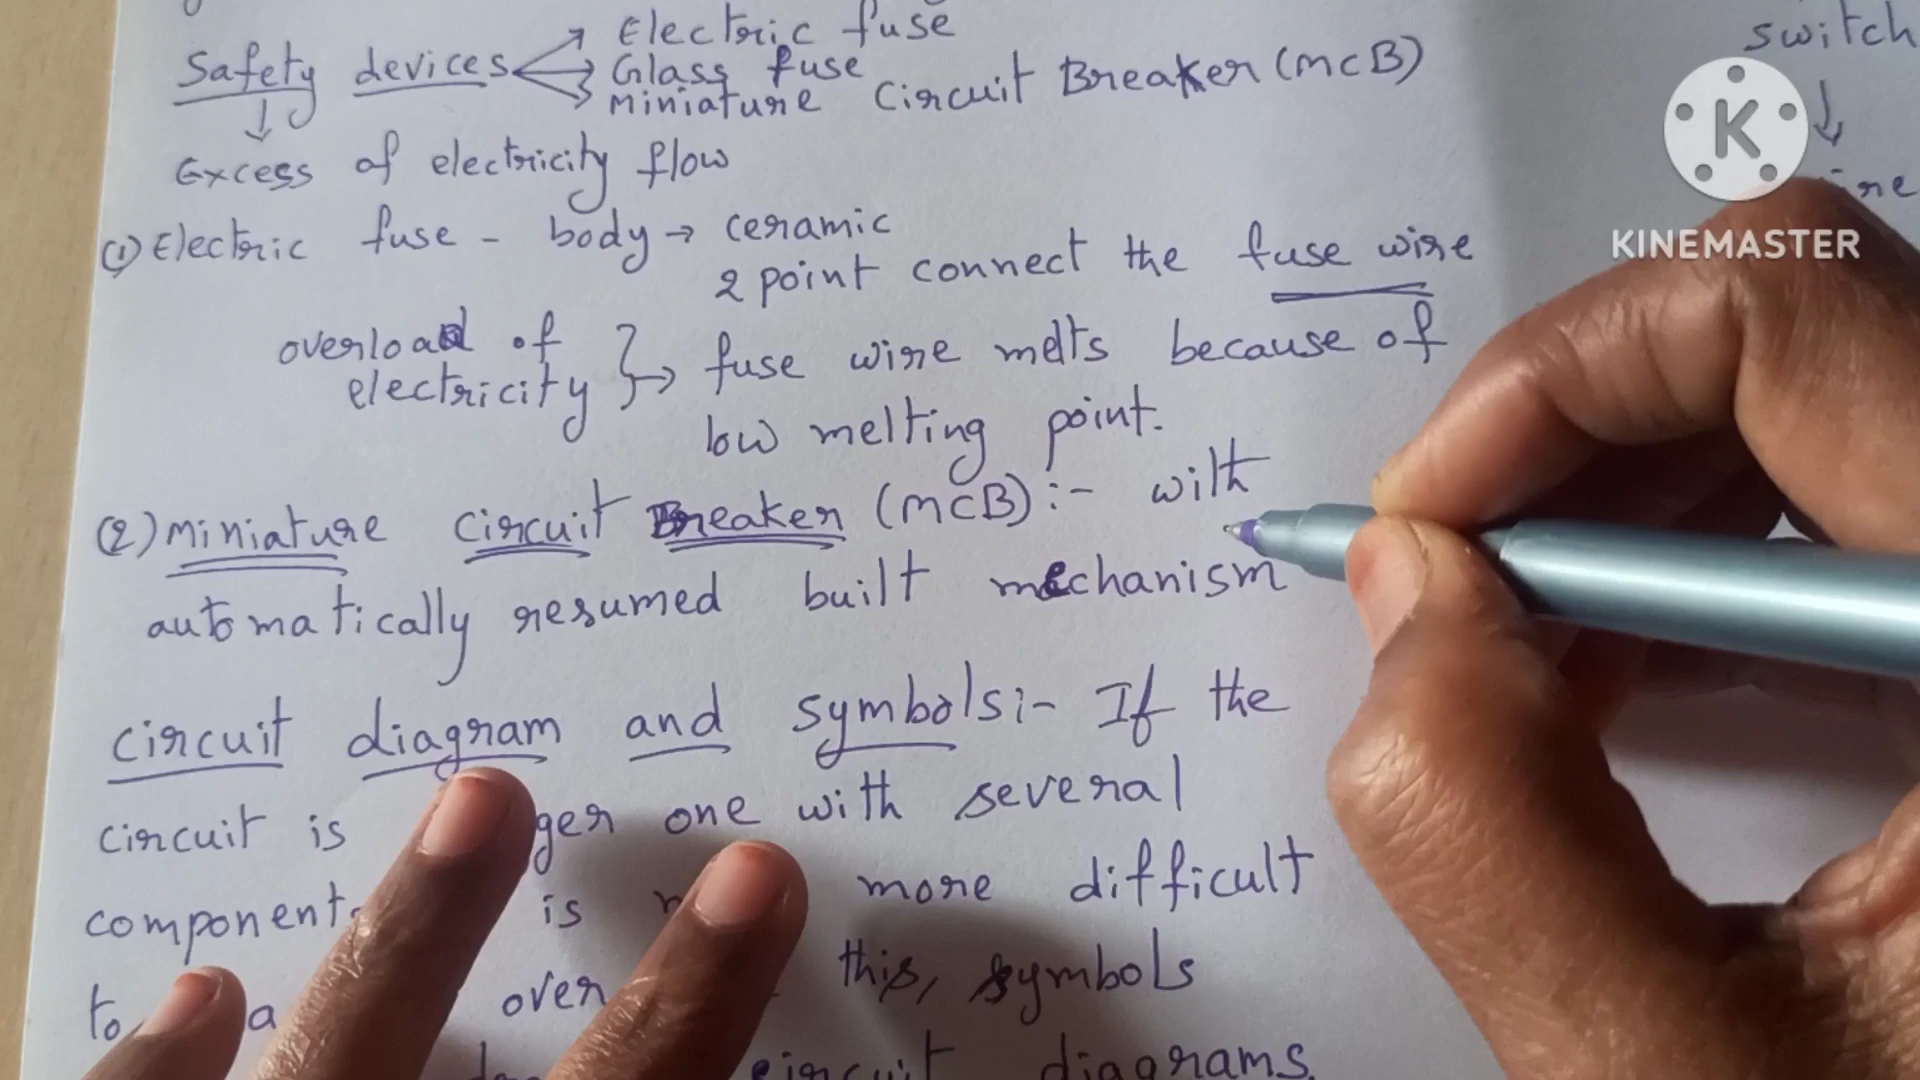 Electric fuse
Safety devices Glass fuse
Miniature Circuit Breaker (MCB)
Excess of electricity flow
(1) Electric fuse - body → ceramic
2 point connect the fuse wire
overload of
electricity } → fuse wire melts because of
low melting point.
(2) Miniature Circuit Breaker (MCB) :- with
automatically resumed built mechanism
Circuit diagram and symbols :- If the
circuit is ger one with several
component is more difficult
to over this, symbols
circuit diagrams.
switch
↓
K
KINEMASTER